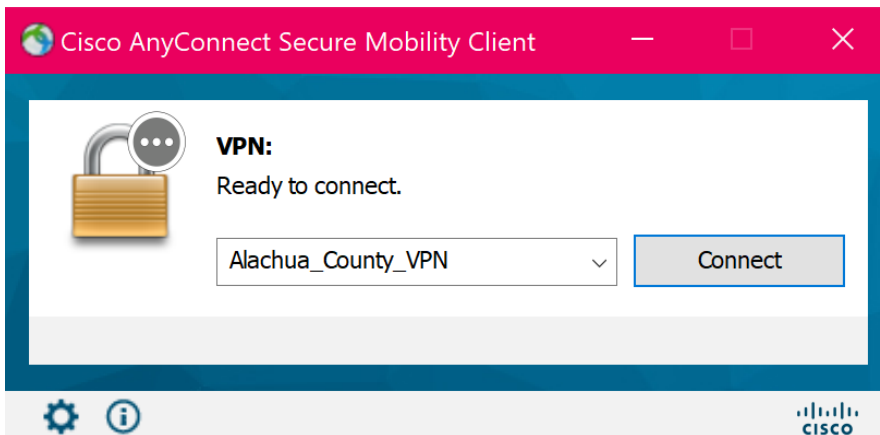 Cisco AnyConnect Secure Mobility Client
VPN:
Ready to connect.
Alachua_County_VPN
Connect
CISCO